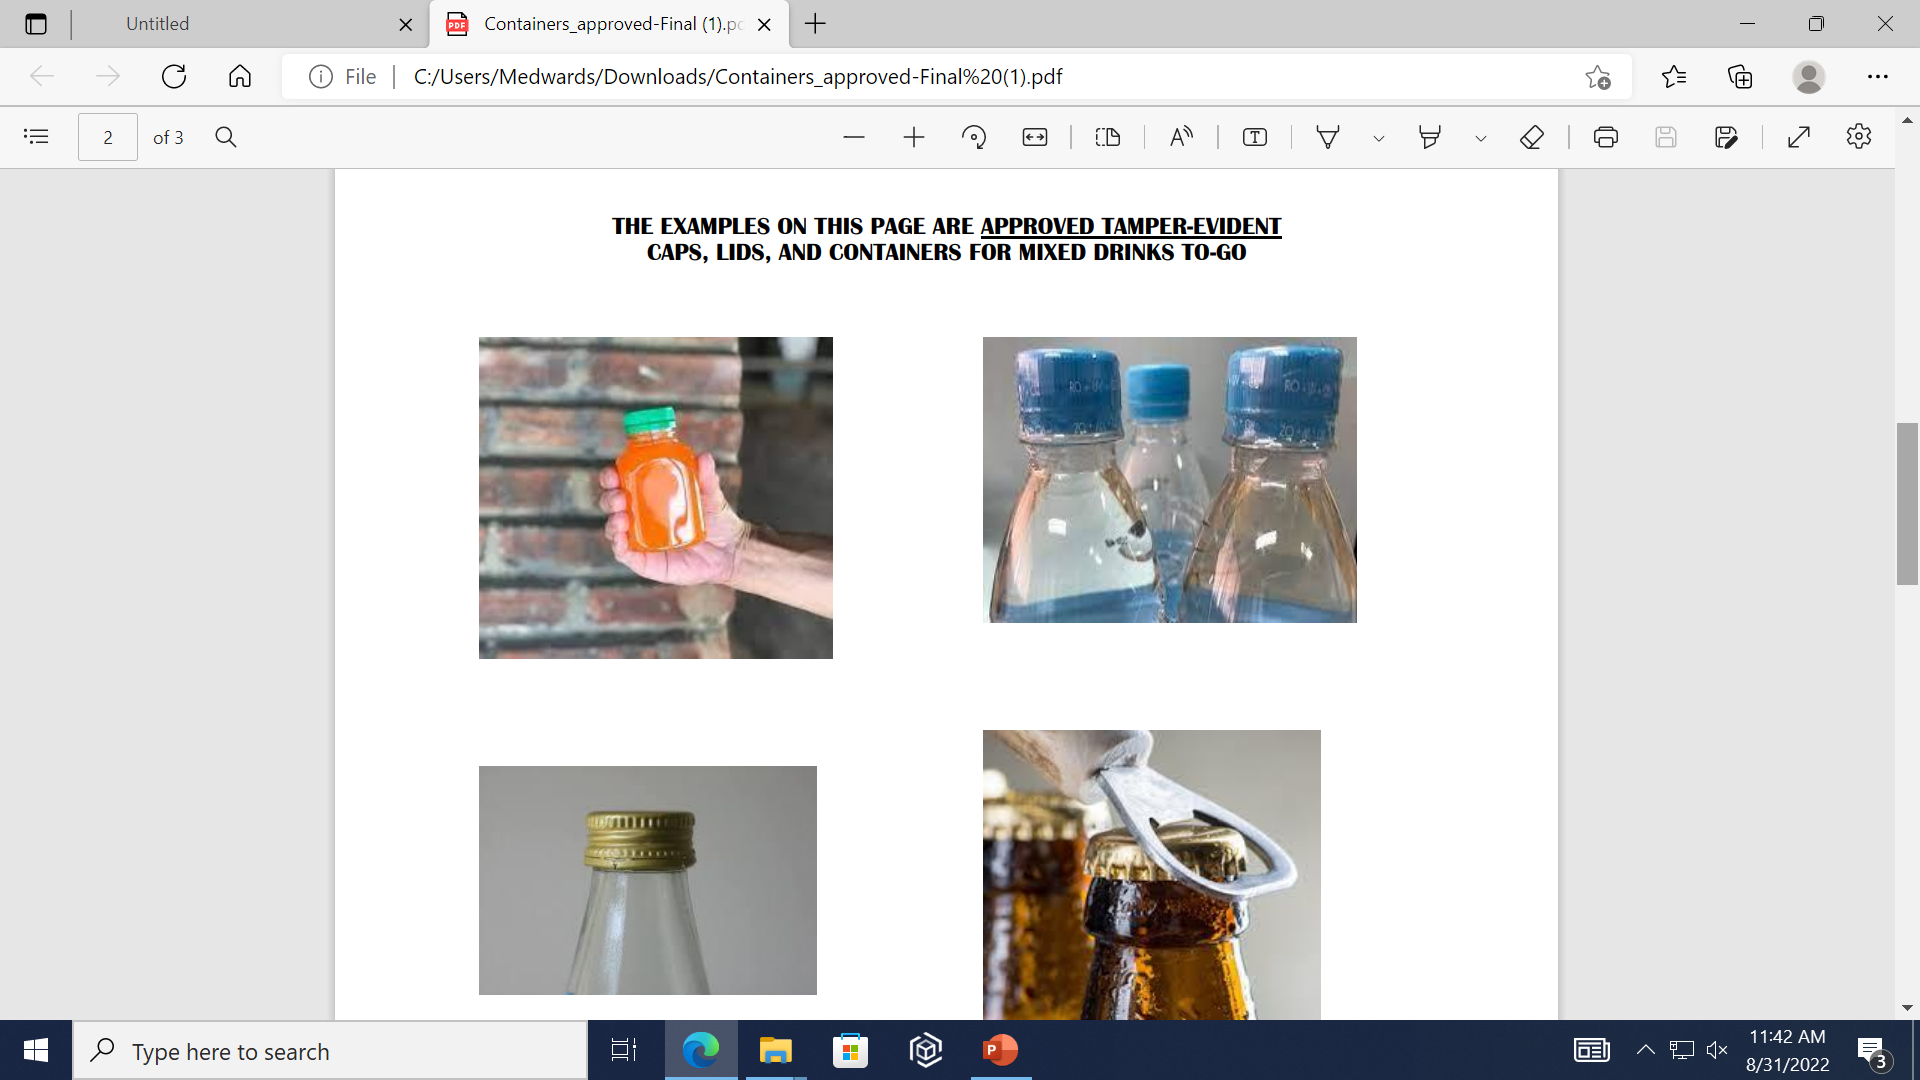 Untitled
Containers_approved-Final (1).pd
File
C:/Users/Medwards/Downloads/Containers_approved-Final%20(1).pdf
2
of 3
THE EXAMPLES ON THIS PAGE ARE APPROVED TAMPER-EVIDENT
CAPS, LIDS, AND CONTAINERS FOR MIXED DRINKS TO-GO
Type here to search
11:42 AM
8/31/2022
3